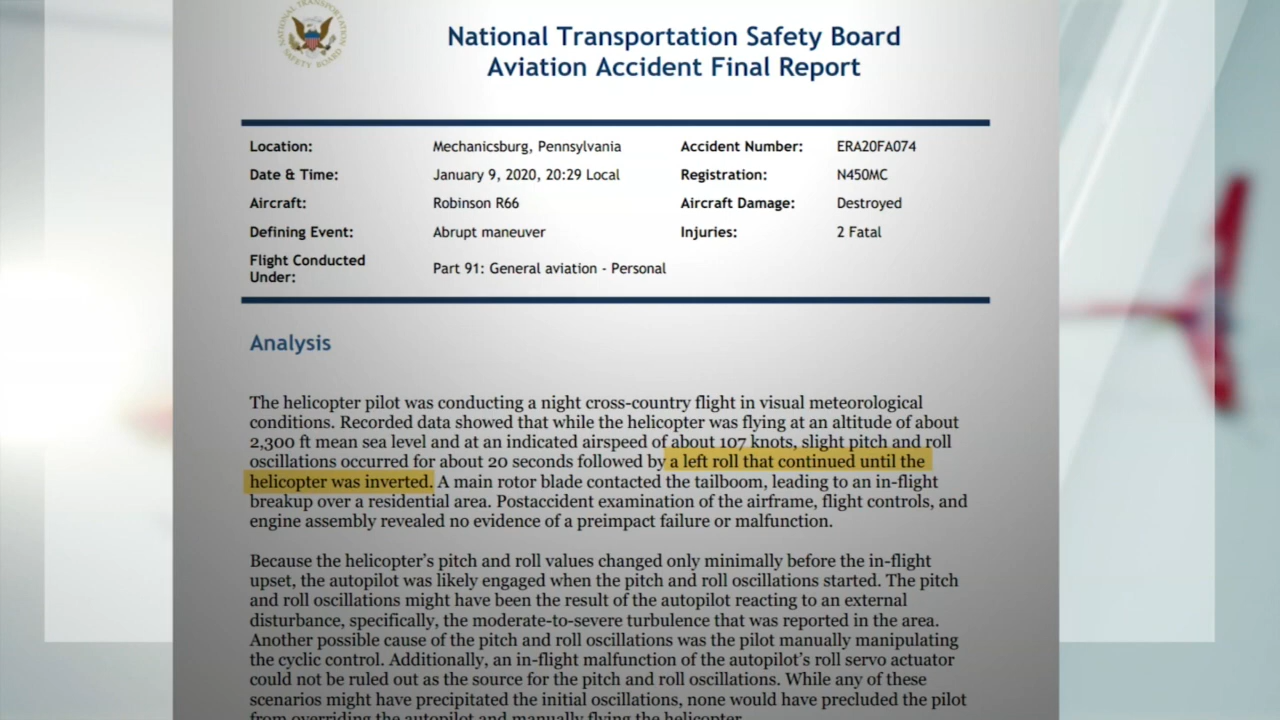 NATIONAL TRANSPORTATION
SAFETY BOARD
National Transportation Safety Board
Aviation Accident Final Report
Location: Mechanicsburg, Pennsylvania Accident Number: ERA20FA074
Date & Time: January 9, 2020, 20:29 Local Registration: N450MC
Aircraft: Robinson R66 Aircraft Damage: Destroyed
Defining Event: Abrupt maneuver Injuries: 2 Fatal
Flight Conducted
Under: Part 91: General aviation - Personal
Analysis
The helicopter pilot was conducting a night cross-country flight in visual meteorological
conditions. Recorded data showed that while the helicopter was flying at an altitude of about
2,300 ft mean sea level and at an indicated airspeed of about 107 knots, slight pitch and roll
oscillations occurred for about 20 seconds followed by a left roll that continued until the
helicopter was inverted. A main rotor blade contacted the tailboom, leading to an in-flight
breakup over a residential area. Postaccident examination of the airframe, flight controls, and
engine assembly revealed no evidence of a preimpact failure or malfunction.
Because the helicopter's pitch and roll values changed only minimally before the in-flight
upset, the autopilot was likely engaged when the pitch and roll oscillations started. The pitch
and roll oscillations might have been the result of the autopilot reacting to an external
disturbance, specifically, the moderate-to-severe turbulence that was reported in the area.
Another possible cause of the pitch and roll oscillations was the pilot manually manipulating
the cyclic control. Additionally, an in-flight malfunction of the autopilot's roll servo actuator
could not be ruled out as the source for the pitch and roll oscillations. While any of these
scenarios might have precipitated the initial oscillations, none would have precluded the pilot
from overriding the autopilot and manually flying the helicopter.